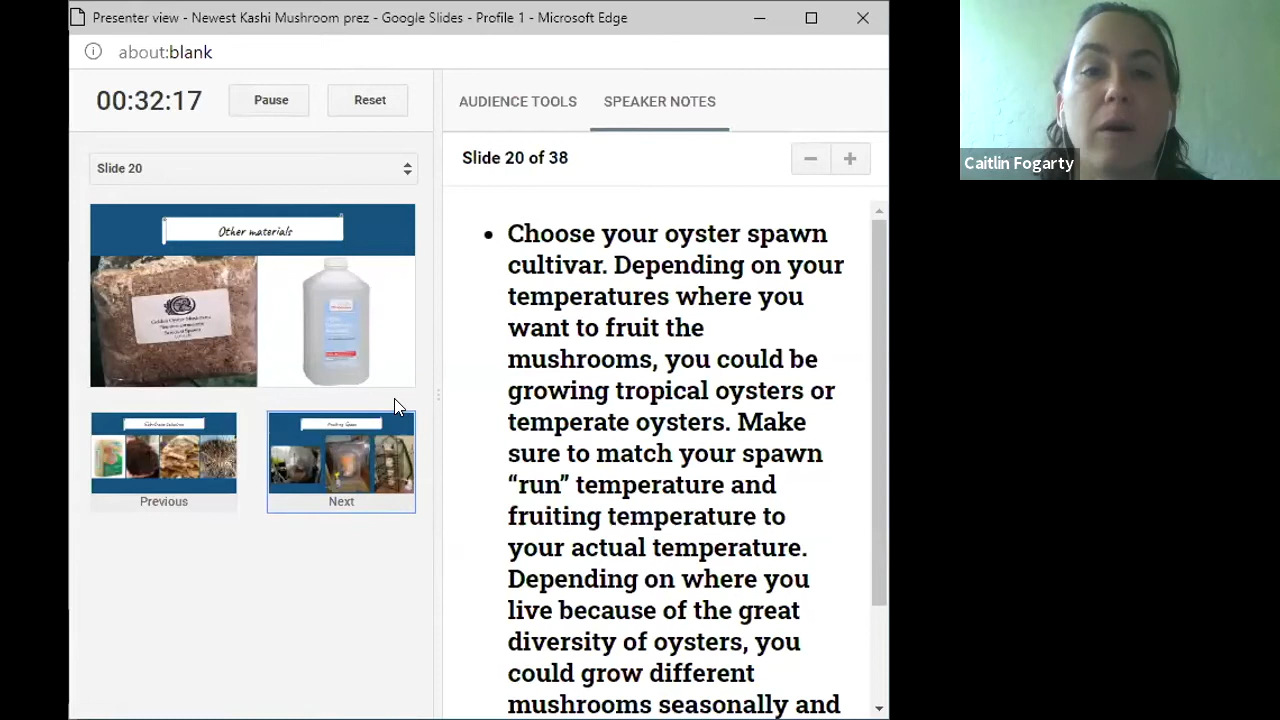 Presenter view - Newest Kashi Mushroom prez - Google Slides - Profile 1 - Microsoft Edge
about:blank
00:32:17
Pause
Reset
Slide 20
Other materials
Previous
Next
AUDIENCE TOOLS
SPEAKER NOTES
Slide 20 of 38
• Choose your oyster spawn
cultivar. Depending on your
temperatures where you
want to fruit the
mushrooms, you could be
growing tropical oysters or
temperate oysters. Make
sure to match your spawn
“run” temperature and
fruiting temperature to
your actual temperature.
Depending on where you
live because of the great
diversity of oysters, you
could grow different
mushrooms seasonally and
Caitlin Fogarty